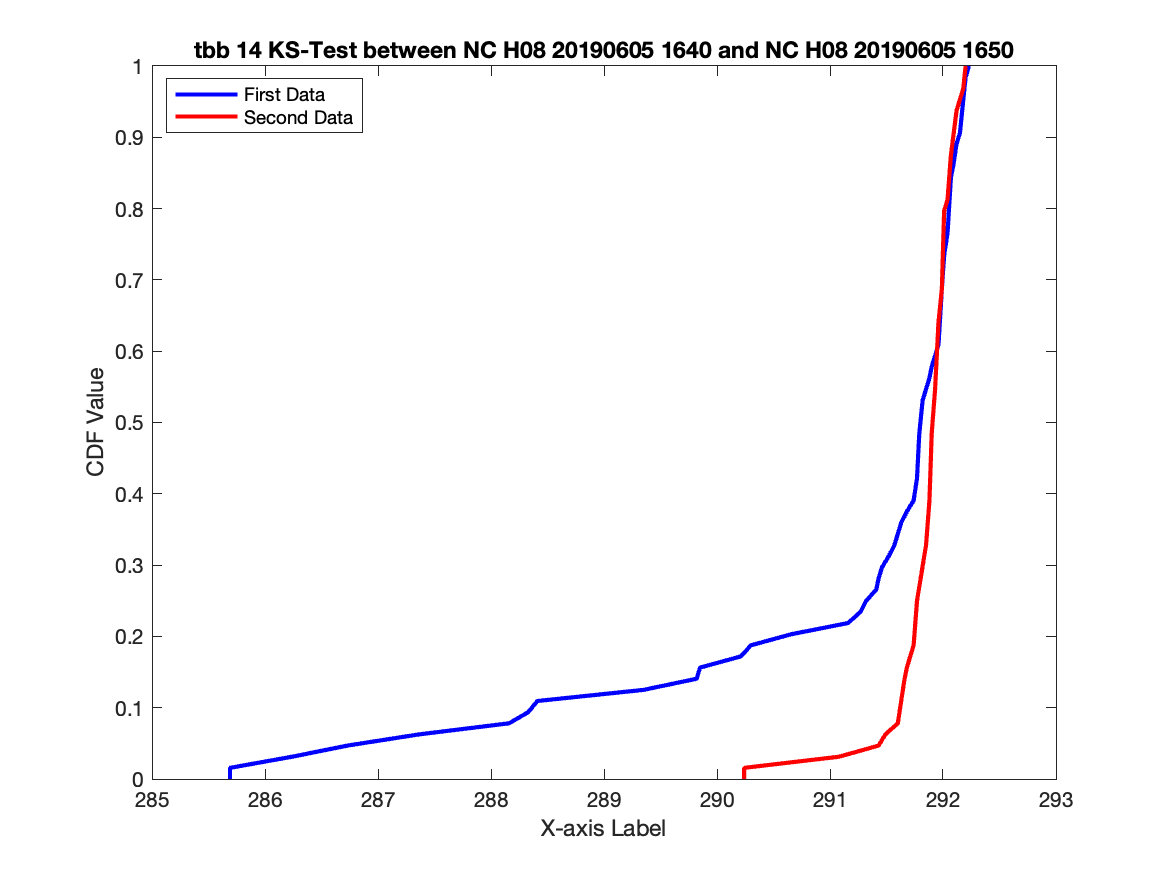 tbb 14 KS-Test between NC H08 20190605 1640 and NC H08 20190605 1650
First Data
Second Data
1
0.9
0.8
0.7
0.6
0.5
0.4
0.3
0.2
0.1
0
CDF Value
285 286 287 288 289 290 291 292 293
X-axis Label